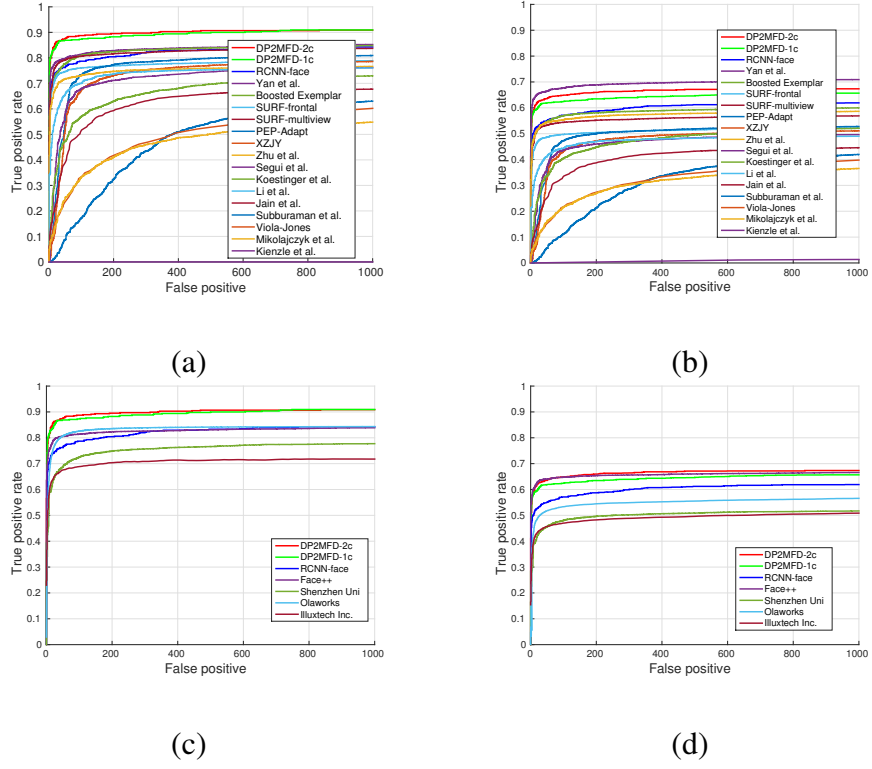 1
0.9
0.8
0.7
0.6
0.5
0.4
0.3
0.2
0.1
0
True positive rate
0 200 400 600 800 1000
False positive
DP2MFD-2c
DP2MFD-1c
RCNN-face
Yan et al.
Boosted Exemplar
SURF-frontal
SURF-multiview
PEP-Adapt
XZJY
Zhu et al.
Segui et al.
Koestinger et al.
Li et al.
Jain et al.
Subburaman et al.
Viola-Jones
Mikolajczyk et al.
Kienzle et al.
(a)
1
0.9
0.8
0.7
0.6
0.5
0.4
0.3
0.2
0.1
0
True positive rate
0 200 400 600 800 1000
False positive
DP2MFD-2c
DP2MFD-1c
RCNN-face
Yan et al.
Boosted Exemplar
SURF-frontal
SURF-multiview
PEP-Adapt
XZJY
Zhu et al.
Segui et al.
Koestinger et al.
Li et al.
Jain et al.
Subburaman et al.
Viola-Jones
Mikolajczyk et al.
Kienzle et al.
(b)
1
0.9
0.8
0.7
0.6
0.5
0.4
0.3
0.2
0.1
0
True positive rate
0 200 400 600 800 1000
False positive
DP2MFD-2c
DP2MFD-1c
RCNN-face
Face++
Shenzhen Uni
Olaworks
Illuxtech Inc.
(c)
1
0.9
0.8
0.7
0.6
0.5
0.4
0.3
0.2
0.1
0
True positive rate
0 200 400 600 800 1000
False positive
DP2MFD-2c
DP2MFD-1c
RCNN-face
Face++
Shenzhen Uni
Olaworks
Illuxtech Inc.
(d)